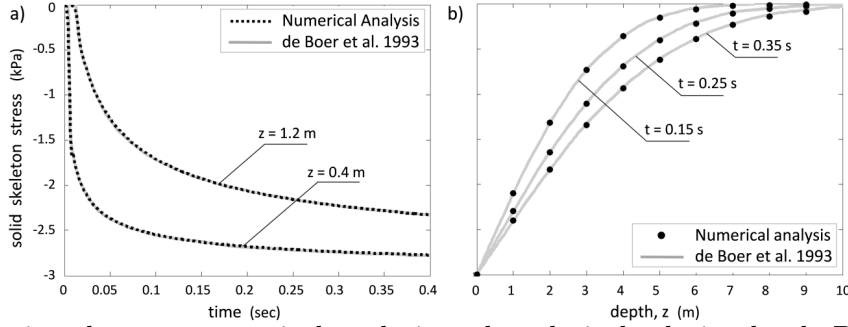 a)
Numerical Analysis
de Boer et al. 1993
solid skeleton stress (kPa)
0
-0.5
-1
-1.5
-2
-2.5
-3
z = 1.2 m
z = 0.4 m
0 0.05 0.1 0.15 0.2 0.25 0.3 0.35 0.4
time (sec)
b)
t = 0.35 s
t = 0.25 s
t = 0.15 s
Numerical analysis
de Boer et al. 1993
0 1 2 3 4 5 6 7 8 9 10
depth, z (m)